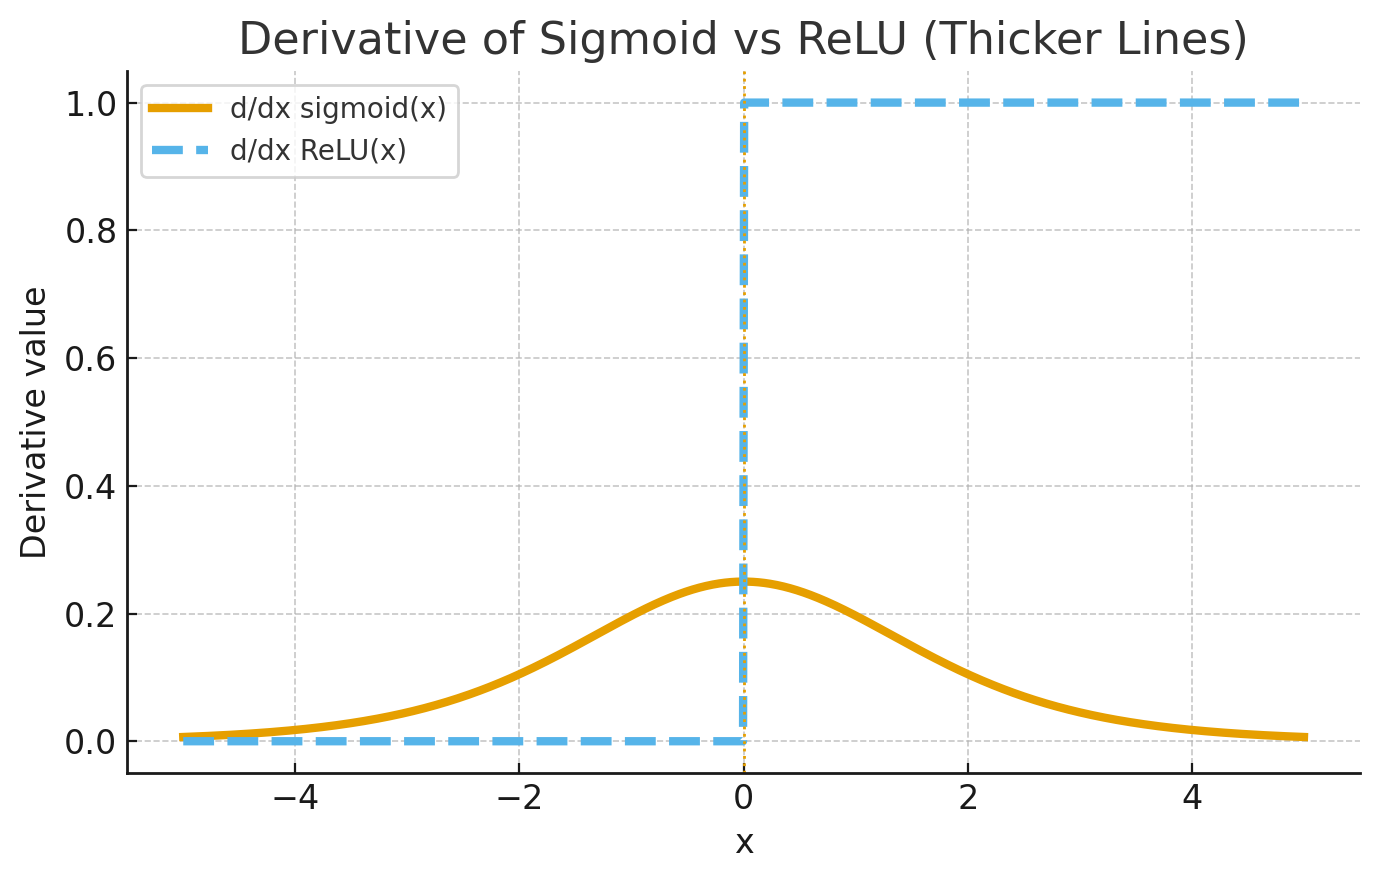 Derivative of Sigmoid vs ReLU (Thicker Lines)
d/dx sigmoid(x)
d/dx ReLU(x)
1.0
0.8
0.6
0.4
0.2
0.0
Derivative value
−4 −2 0 2 4
x